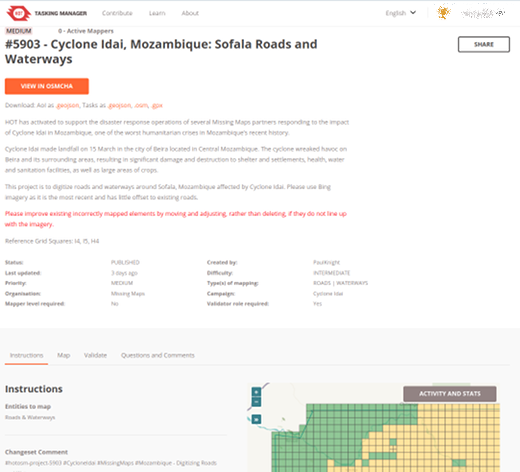 HOT TASKING MANAGER Contribute Learn About English
MEDIUM 0 - Active Mappers
#5903 - Cyclone Idai, Mozambique: Sofala Roads and
Waterways
SHARE
VIEW IN OSMCHA
Download: AoI as .geojson, Tasks as .geojson, .osm, .gpx
HOT has activated to support the disaster response operations of several Missing Maps partners responding to the impact
of Cyclone Idai in Mozambique, one of the worst humanitarian crises in Mozambique's recent history.
Cyclone Idai made landfall on 15 March in the city of Beira located in Central Mozambique. The cyclone wreaked havoc on
Beira and its surrounding areas, resulting in significant damage and destruction to shelter and settlements, health, water
and sanitation facilities, as well as large areas of crops.
This project is to digitize roads and waterways around Sofala, Mozambique affected by Cyclone Idai. Please use Bing
imagery as it is the most recent and has little offset to existing roads.
Please improve existing incorrectly mapped elements by moving and adjusting, rather than deleting, if they do not line up
with the imagery.
Reference Grid Squares: I4, I5, H4
Status: PUBLISHED Created by: PaulKnight
Last updated: 3 days ago Difficulty: INTERMEDIATE
Priority: MEDIUM Type(s) of mapping: ROADS | WATERWAYS
Organisation: Missing Maps Campaign: Cyclone Idai
Mapper level required: No Validator role required: Yes
Instructions Map Validate Questions and Comments
Instructions
ACTIVITY AND STATS
Entities to map
Roads & Waterways
Changeset Comment
#hotosm-project-5903 #CycloneIdai #MissingMaps #Mozambique - Digitizing Roads